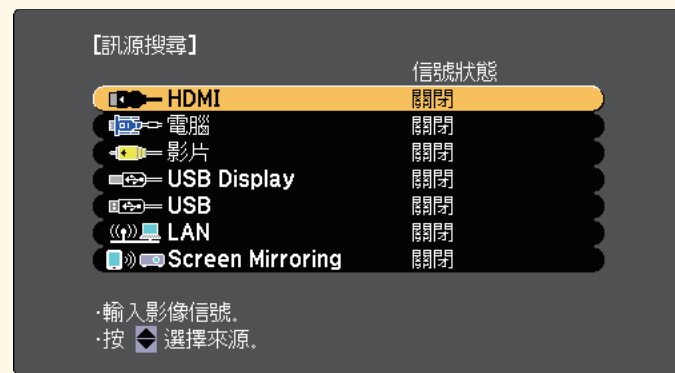 【訊源搜尋】
信號狀態
HDMI 關閉
電腦 關閉
影片 關閉
USB Display 關閉
USB 關閉
LAN 關閉
Screen Mirroring 關閉
·輸入影像信號.
·按 選擇來源.